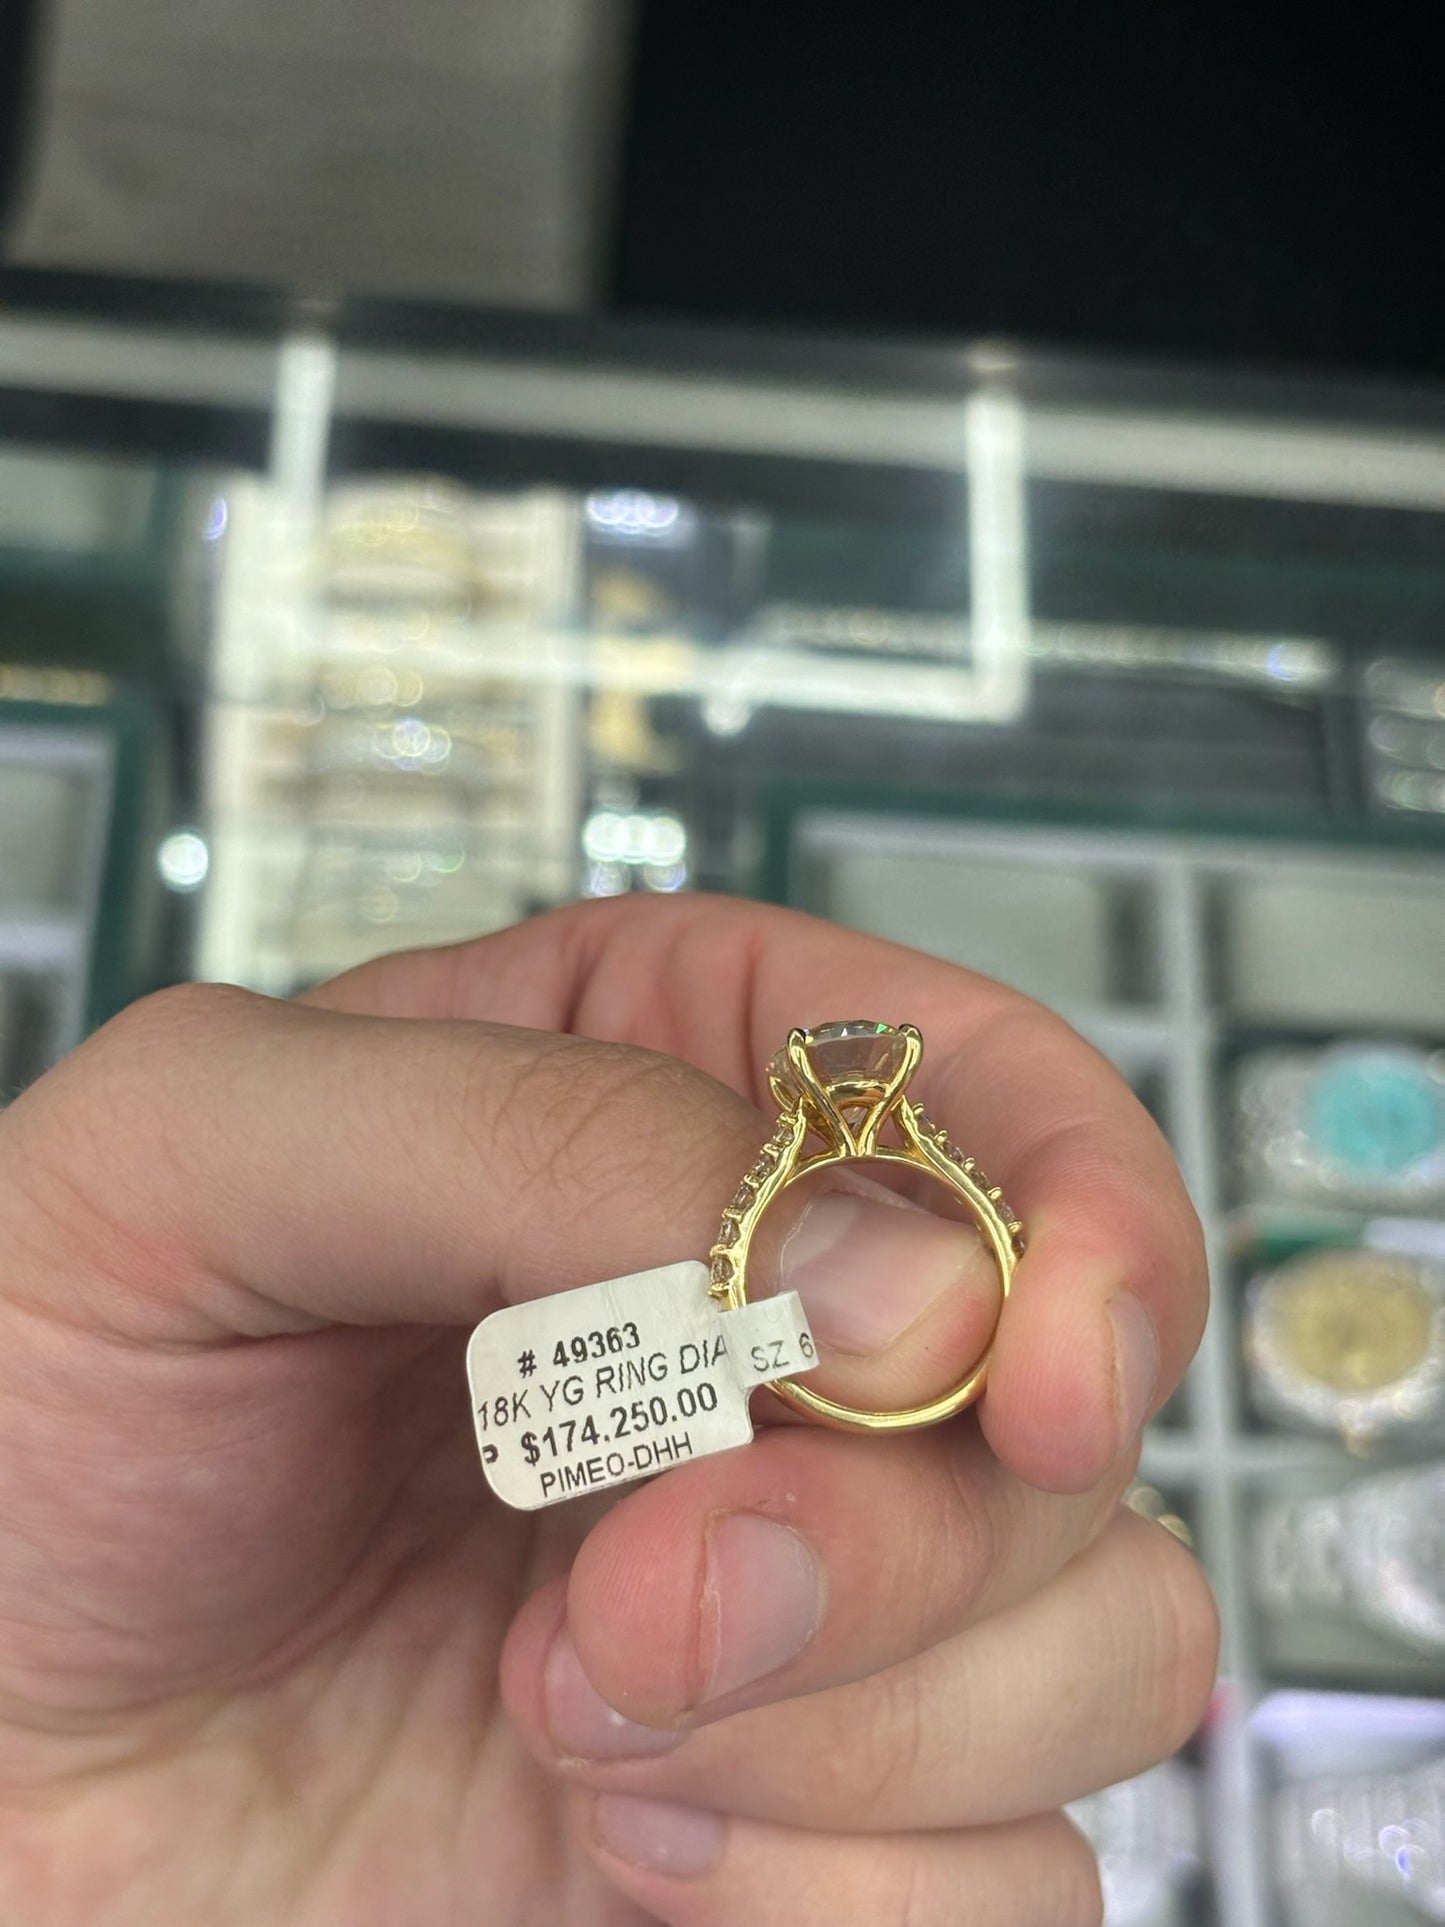 # 49363
18K YG RING DIA
$174,250.00
PIMEO-DHH
SZ 6